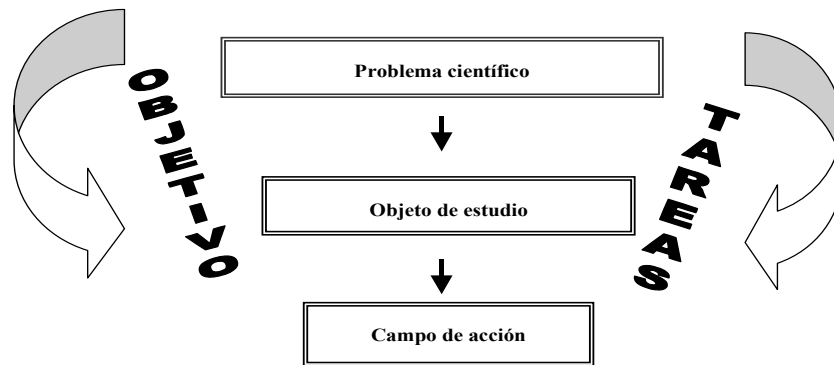 Problema científico
OBJETIVO
TAREAS
Objeto de estudio
Campo de acción